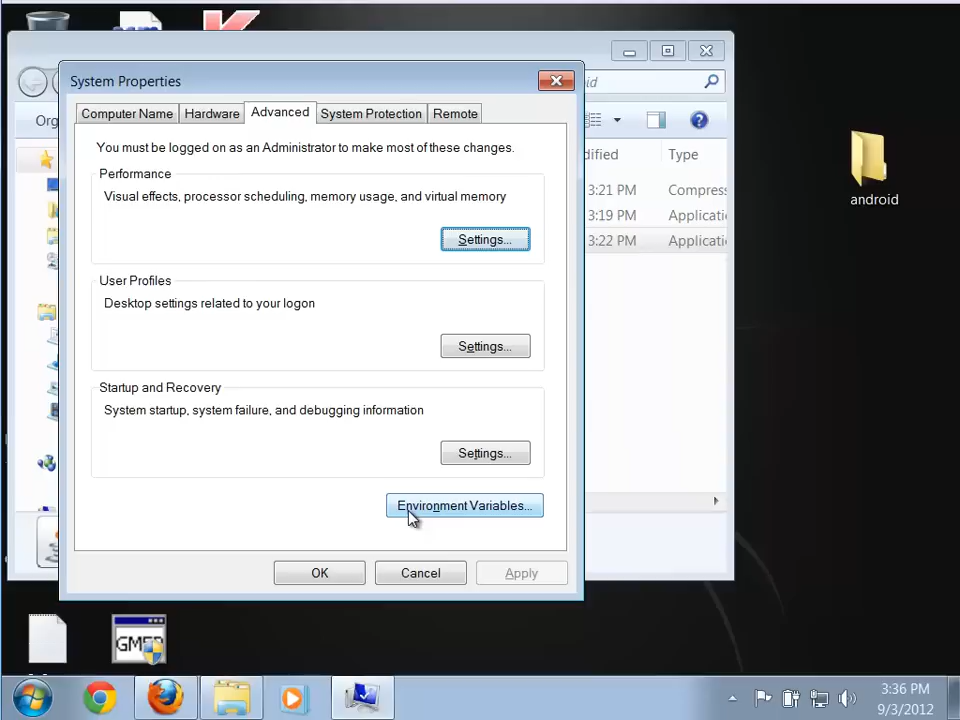 System Properties
id
Computer Name
Hardware
Advanced
System Protection
Remote
Org
dified
Type
You must be logged on as an Administrator to make most of these changes.
Performance
Visual effects, processor scheduling, memory usage, and virtual memory
Settings...
3:21 PM
Compress
3:19 PM
Applicati
3:22 PM
Applicati
android
User Profiles
Desktop settings related to your logon
Settings...
Startup and Recovery
System startup, system failure, and debugging information
Settings...
Environment Variables...
OK
Cancel
Apply
GMER
3:36 PM
9/3/2012